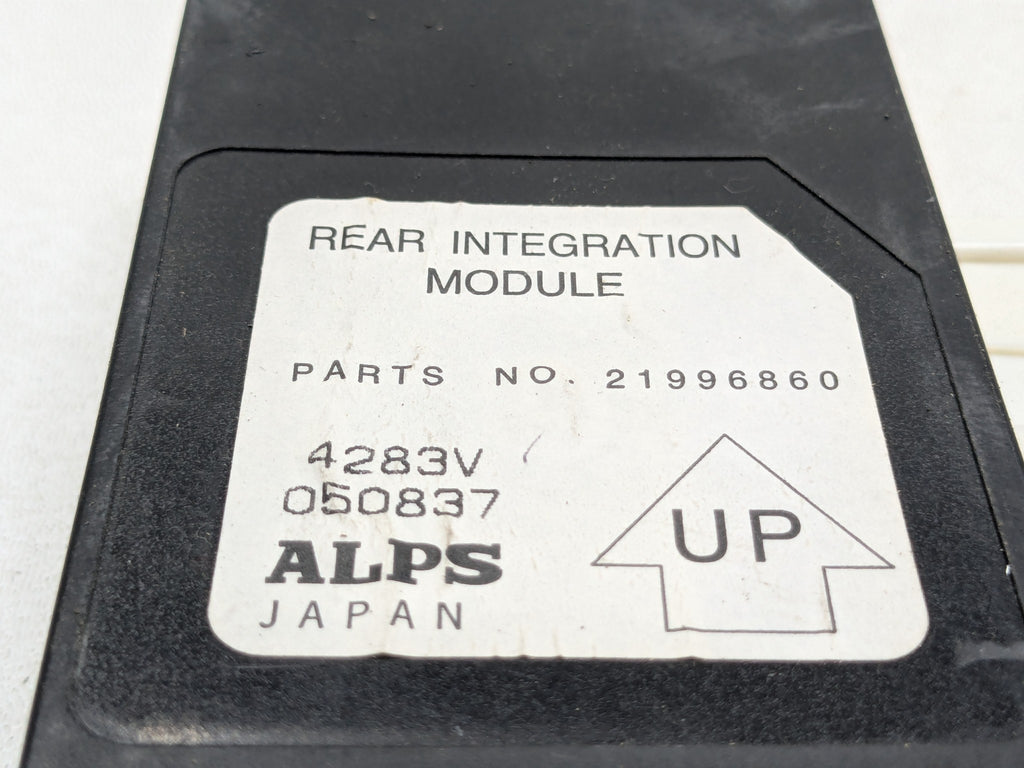 REAR INTEGRATION
MODULE
PARTS NO. 21996860
4283V
050837
ALPS
JAPAN
UP